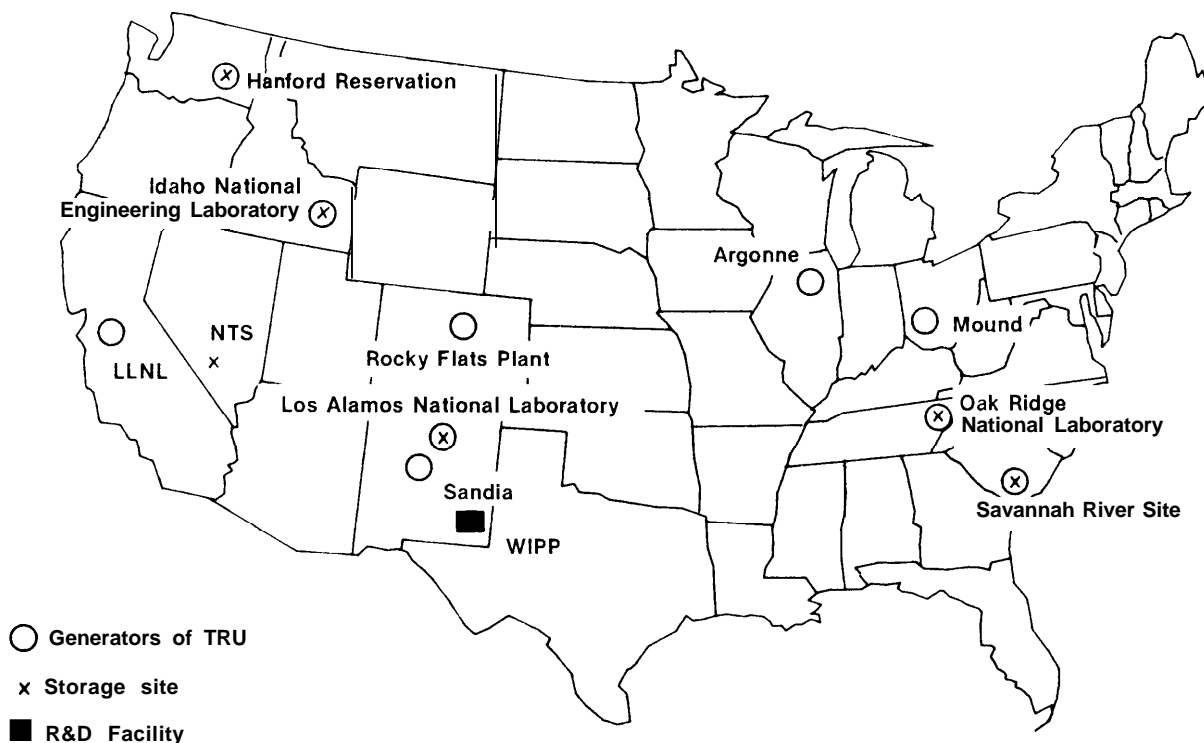 Hanford Reservation
Idaho National
Engineering Laboratory
Argonne
NTS
Mound
LLNL
Rocky Flats Plant
Los Alamos National Laboratory
Oak Ridge
National Laboratory
Sandia
Savannah River Site
WIPP
Generators of TRU
x Storage site
R&D Facility